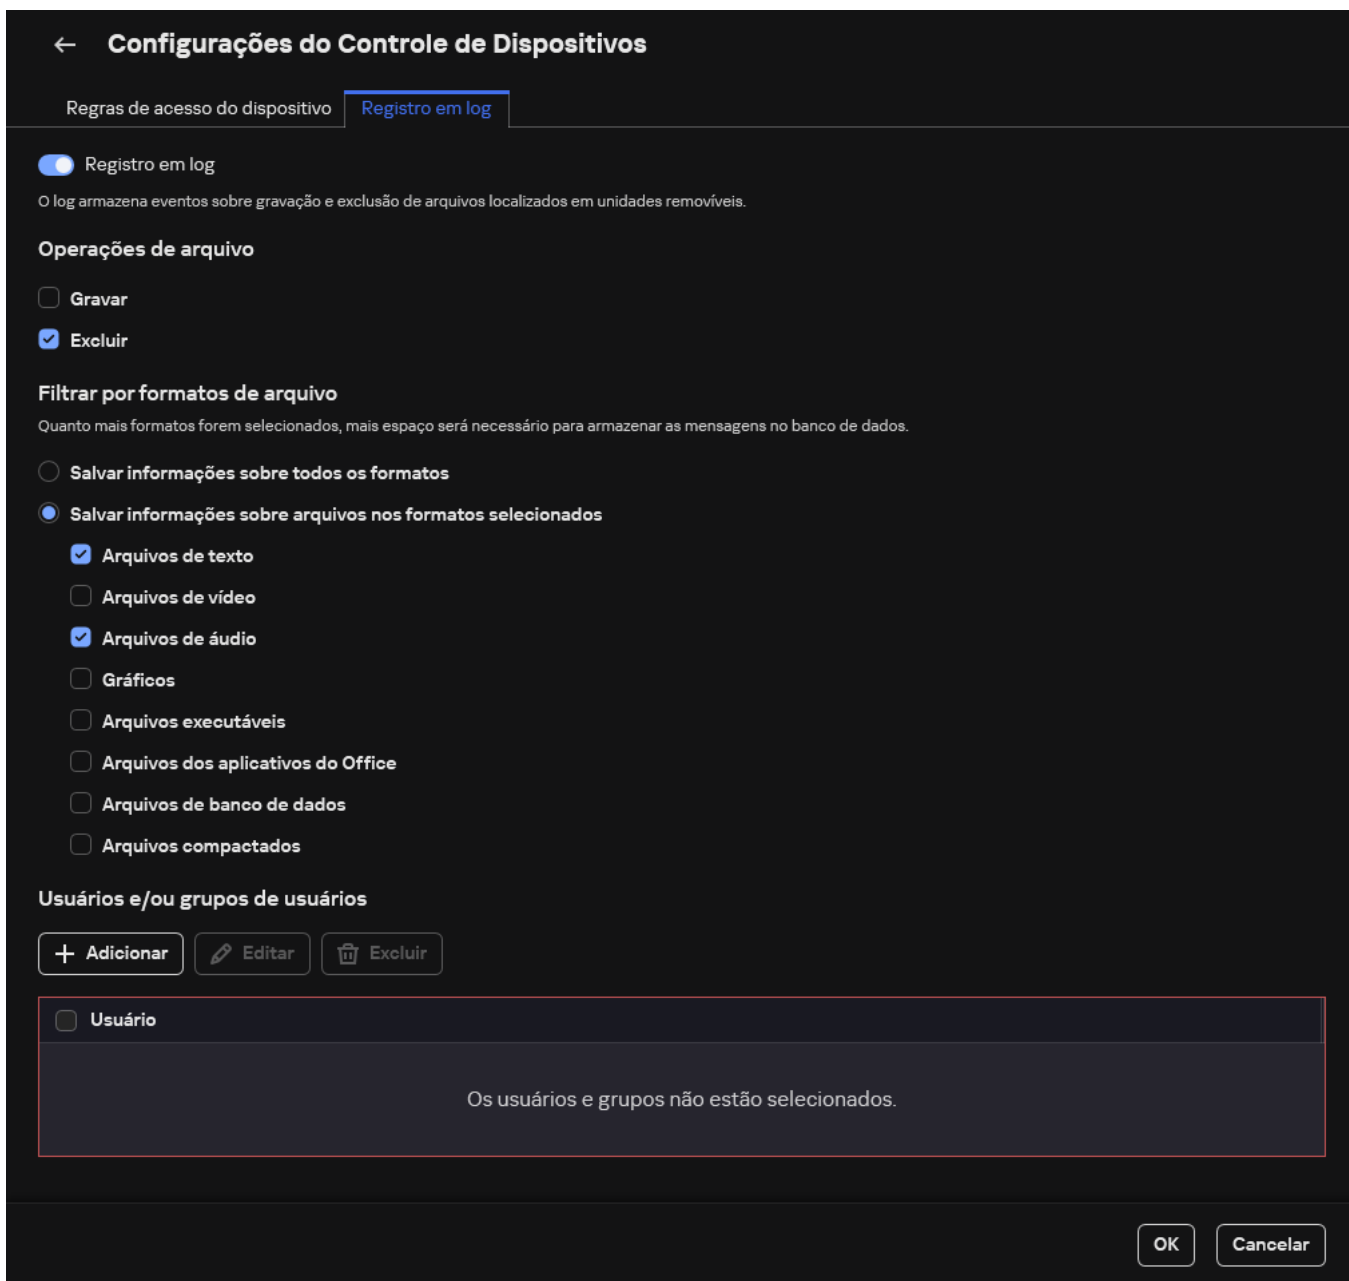 Configurações do Controle de Dispositivos
Regras de acesso do dispositivo
Registro em log
Registro em log
O log armazena eventos sobre gravação e exclusão de arquivos localizados em unidades removíveis.
Operações de arquivo
Gravar
Excluir
Filtrar por formatos de arquivo
Quanto mais formatos forem selecionados, mais espaço será necessário para armazenar as mensagens no banco de dados.
Salvar informações sobre todos os formatos
Salvar informações sobre arquivos nos formatos selecionados
Arquivos de texto
Arquivos de vídeo
Arquivos de áudio
Gráficos
Arquivos executáveis
Arquivos dos aplicativos do Office
Arquivos de banco de dados
Arquivos compactados
Usuários e/ou grupos de usuários
Adicionar
Editar
Excluir
Usuário
Os usuários e grupos não estão selecionados.
OK
Cancelar